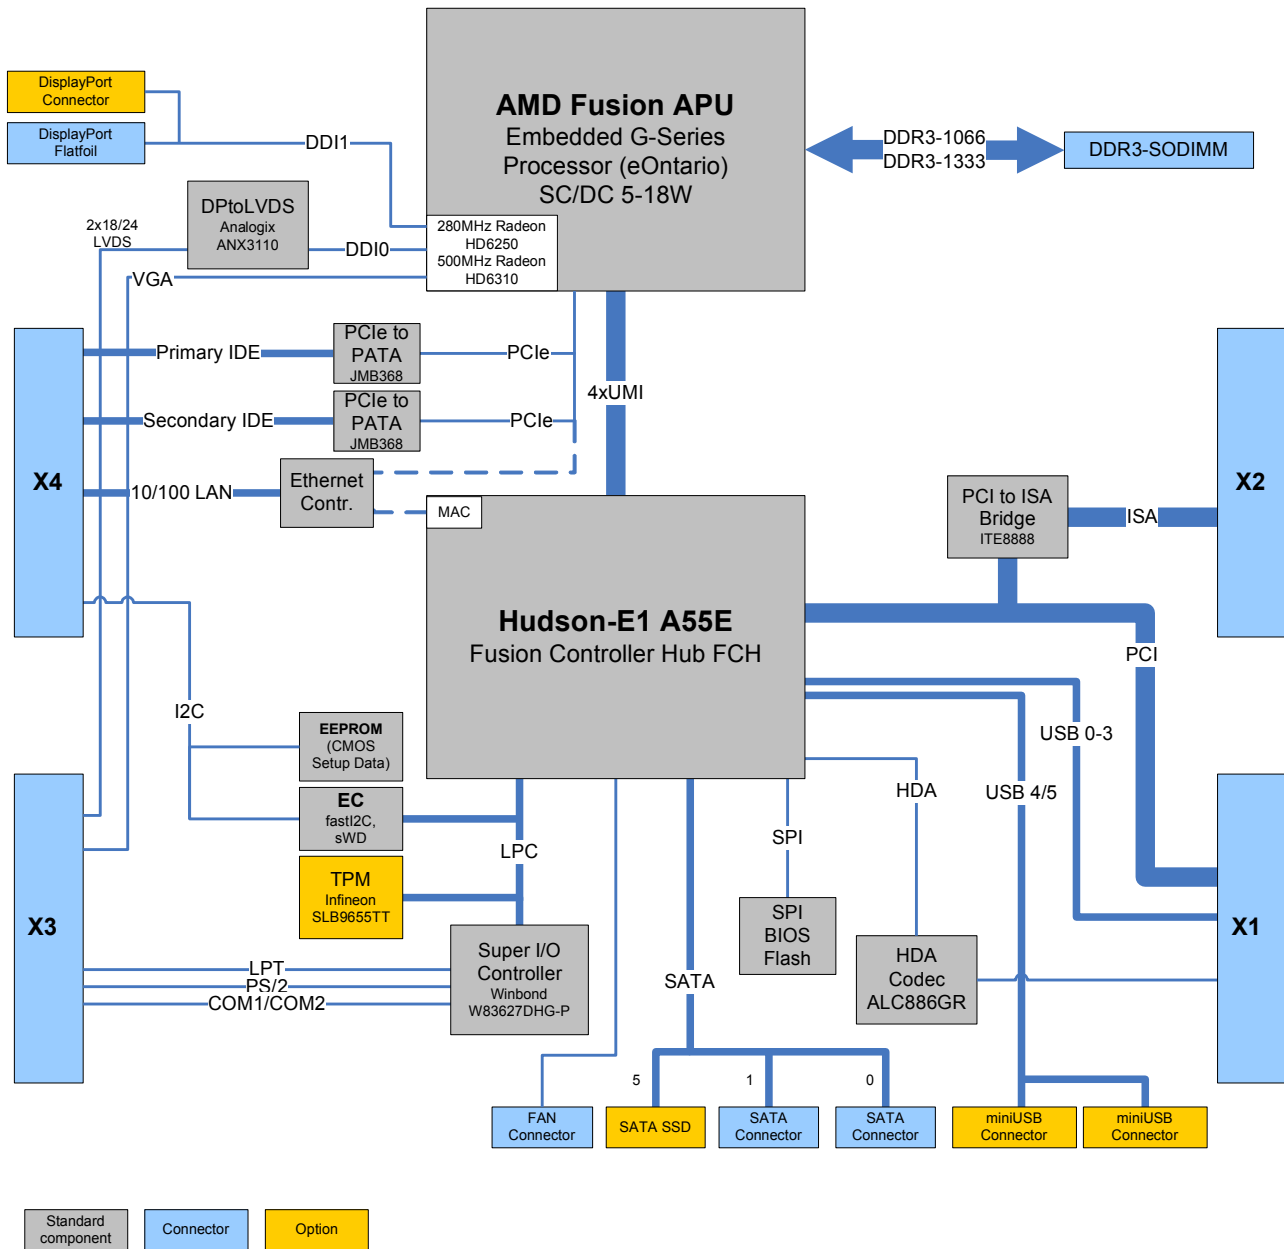 AMD Fusion APU
Embedded G-Series
Processor (eOntario)
SC/DC 5-18W
DisplayPort
Connector
DisplayPort
Flatfoil
DDI1
DDR3-1066
DDR3-1333
DDR3-SODIMM
DPtoLVDS
Analogix
ANX3110
2x18/24
LVDS
DDI0
280MHz Radeon
HD6250
500MHz Radeon
HD6310
VGA
Primary IDE
PCIe to
PATA
JMB368
PCIe
4xUMI
Secondary IDE
PCIe to
PATA
JMB368
PCIe
X4
10/100 LAN
Ethernet
Contr.
MAC
PCI to ISA
Bridge
ITE8888
ISA
X2
Hudson-E1 A55E
Fusion Controller Hub FCH
PCI
I2C
EEPROM
(CMOS
Setup Data)
USB 0-3
EC
fastI2C,
sWD
HDA
USB 4/5
LPC
SPI
TPM
Infineon
SLB9655TT
X3
X1
SPI
BIOS
Flash
Super I/O
Controller
Winbond
W83627DHG-P
HDA
Codec
ALC886GR
LPT
PS/2
COM1/COM2
SATA
5
1
0
FAN
Connector
SATA SSD
SATA
Connector
SATA
Connector
miniUSB
Connector
miniUSB
Connector
Standard
component
Connector
Option